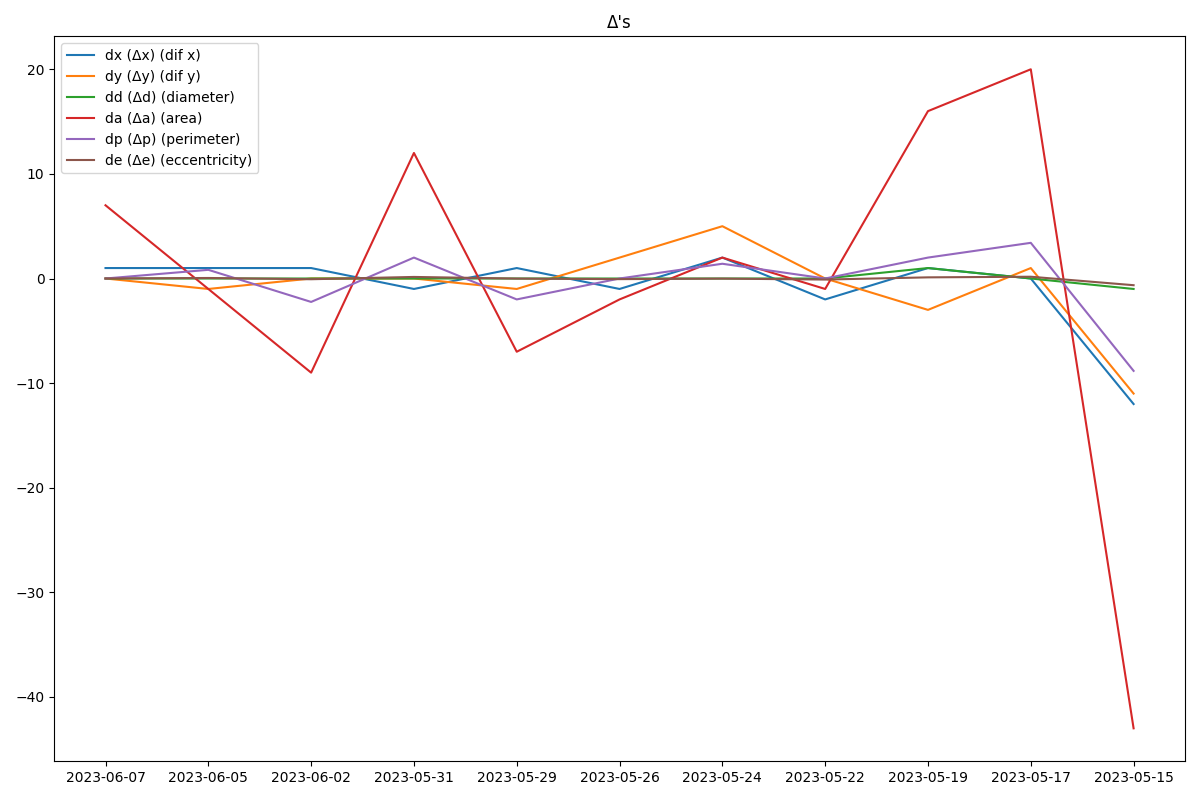 Δ's
dx (Δx) (dif x)
dy (Δy) (dif y)
dd (Δd) (diameter)
da (Δa) (area)
dp (Δp) (perimeter)
de (Δe) (eccentricity)
20
10
0
−10
−20
−30
−40
2023-06-07 2023-06-05 2023-06-02 2023-05-31 2023-05-29 2023-05-26 2023-05-24 2023-05-22 2023-05-19 2023-05-17 2023-05-15